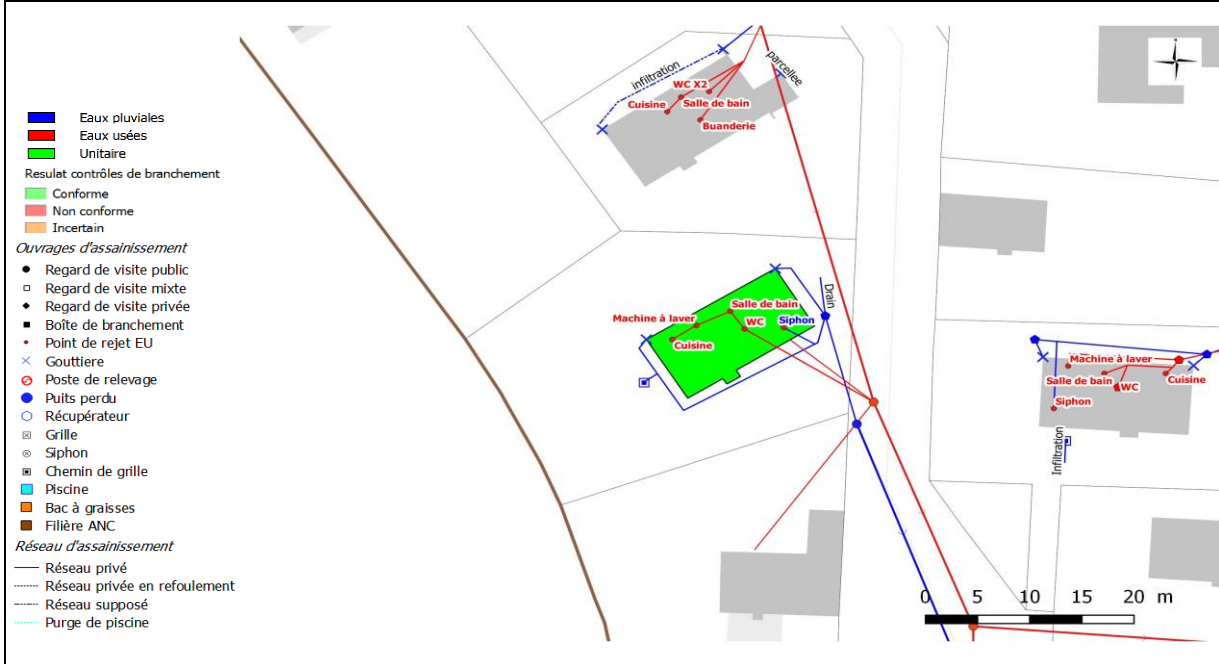 Eaux pluviales
Eaux usées
Unitaire
Resulat contrôles de branchement
Conforme
Non conforme
Incertain
Ouvrages d'assainissement
Regard de visite public
Regard de visite mixte
Regard de visite privée
Boîte de branchement
Point de rejet EU
Gouttiere
Poste de relevage
Puits perdu
Récupérateur
Grille
Siphon
Chemin de grille
Piscine
Bac à graisses
Filière ANC
Réseau d'assainissement
Réseau privé
Réseau privée en refoulement
Réseau supposé
Purge de piscine
infiltration
parcellee
WC X2
Cuisine
Salle de bain
Buanderie
Drain
Salle de bain
Machine à laver
WC
Siphon
Cuisine
Machine à laver
Salle de bain
Cuisine
WC
Siphon
Infiltration
0 5 10 15 20 m